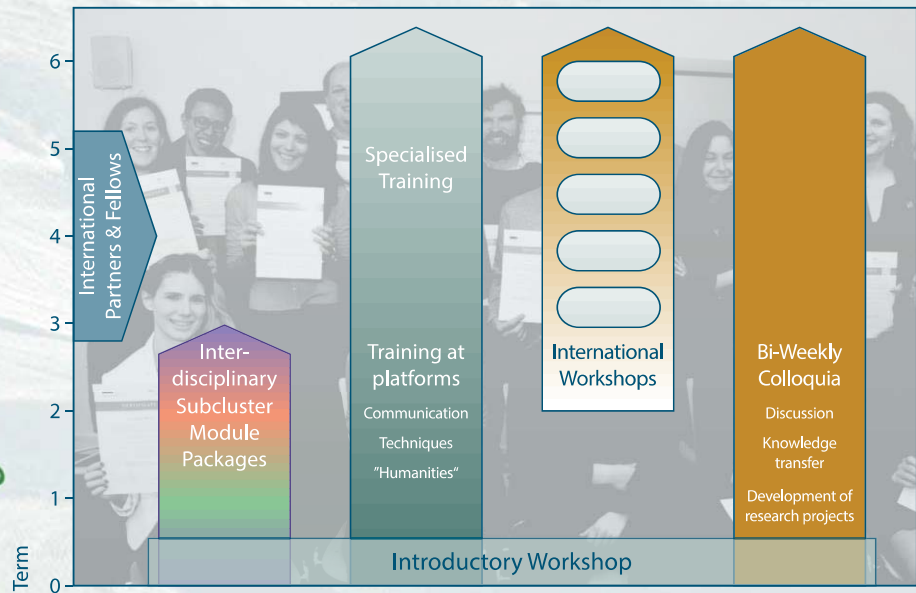 6
5
4
3
2
1
0
Term
International
Partners & Fellows
Inter-
disciplinary
Subcluster
Module
Packages
Specialised
Training
Training at
platforms
Communication
Techniques
"Humanities“
International
Workshops
Bi-Weekly
Colloquia
Discussion
Knowledge
transfer
Development of
research projects
Introductory Workshop